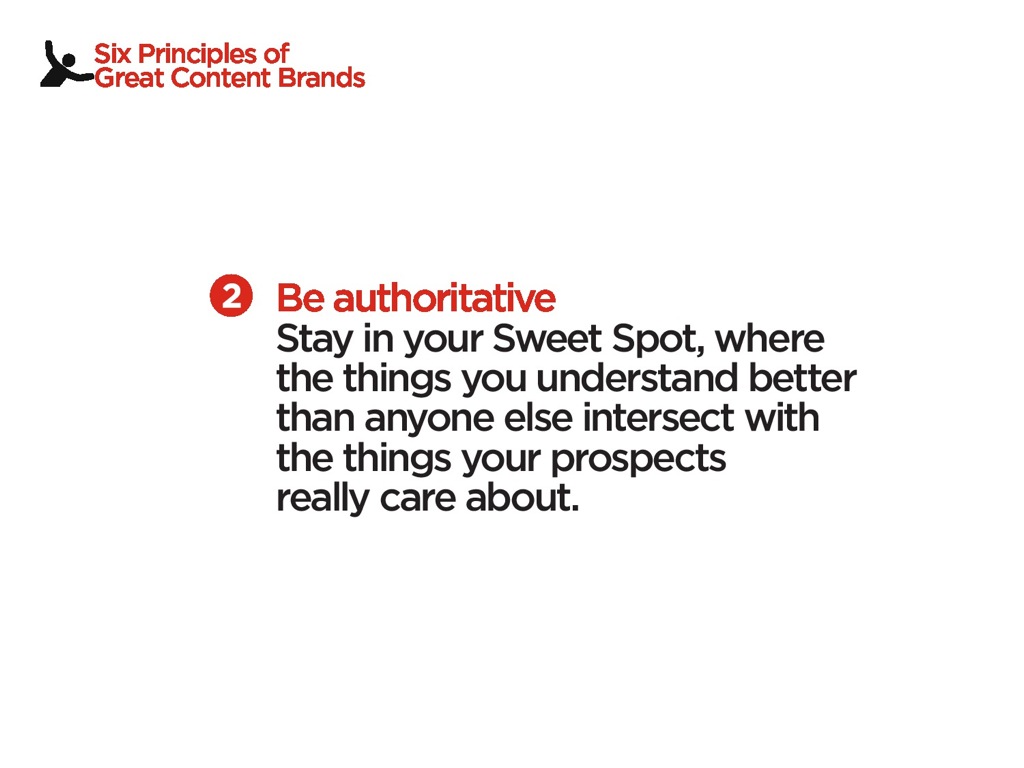 Six Principles of
Great Content Brands
2 Be authoritative
Stay in your Sweet Spot, where
the things you understand better
than anyone else intersect with
the things your prospects
really care about.